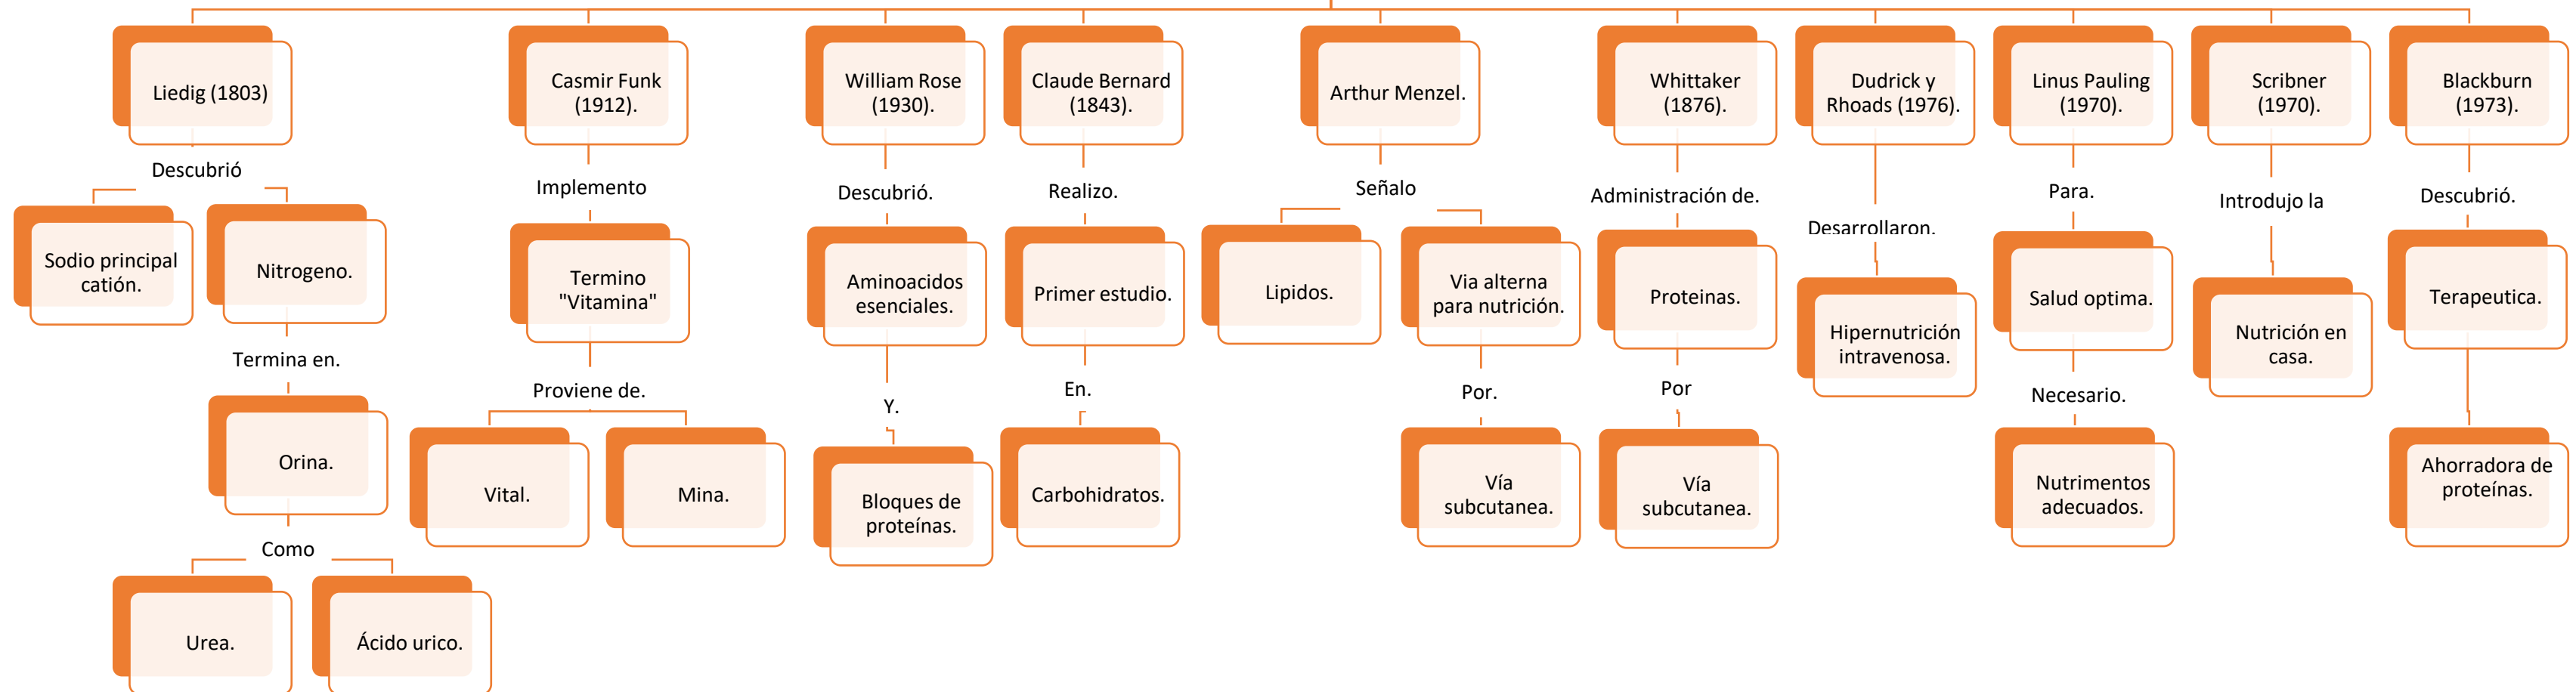 Liedig (1803)
Descubrió
Sodio principal
catión.
Nitrogeno.
Termina en.
Orina.
Como
Urea.
Ácido urico.
Casmir Funk
(1912).
Implemento
Termino
"Vitamina"
Proviene de.
Vital.
Mina.
William Rose
(1930).
Descubrió.
Aminoacidos
esenciales.
Y.
Bloques de
proteínas.
Claude Bernard
(1843).
Realizo.
Primer estudio.
En.
Carbohidratos.
Arthur Menzel.
Señalo
Lipidos.
Via alterna
para nutrición.
Por.
Vía
subcutanea.
Whittaker
(1876).
Administración de.
Proteinas.
Por
Vía
subcutanea.
Dudrick y
Rhoads (1976).
Desarrollaron.
Hipernutrición
intravenosa.
Linus Pauling
(1970).
Para.
Salud optima.
Necesario.
Nutrimentos
adecuados.
Scribner
(1970).
Introdujo la
Nutrición en
casa.
Blackburn
(1973).
Descubrió.
Terapeutica.
Ahorradora de
proteínas.